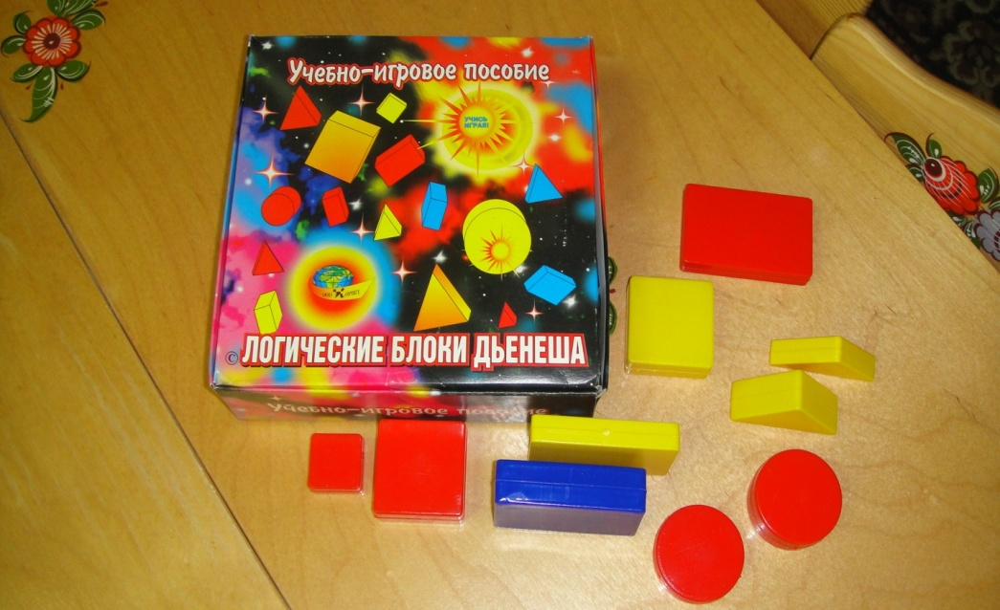 Учебно-игровое пособие
УЧИСЬ
ИГРАЯ!
© ЛОГИЧЕСКИЕ БЛОКИ ДЬЕНЕША
Учебно-игровое пособие